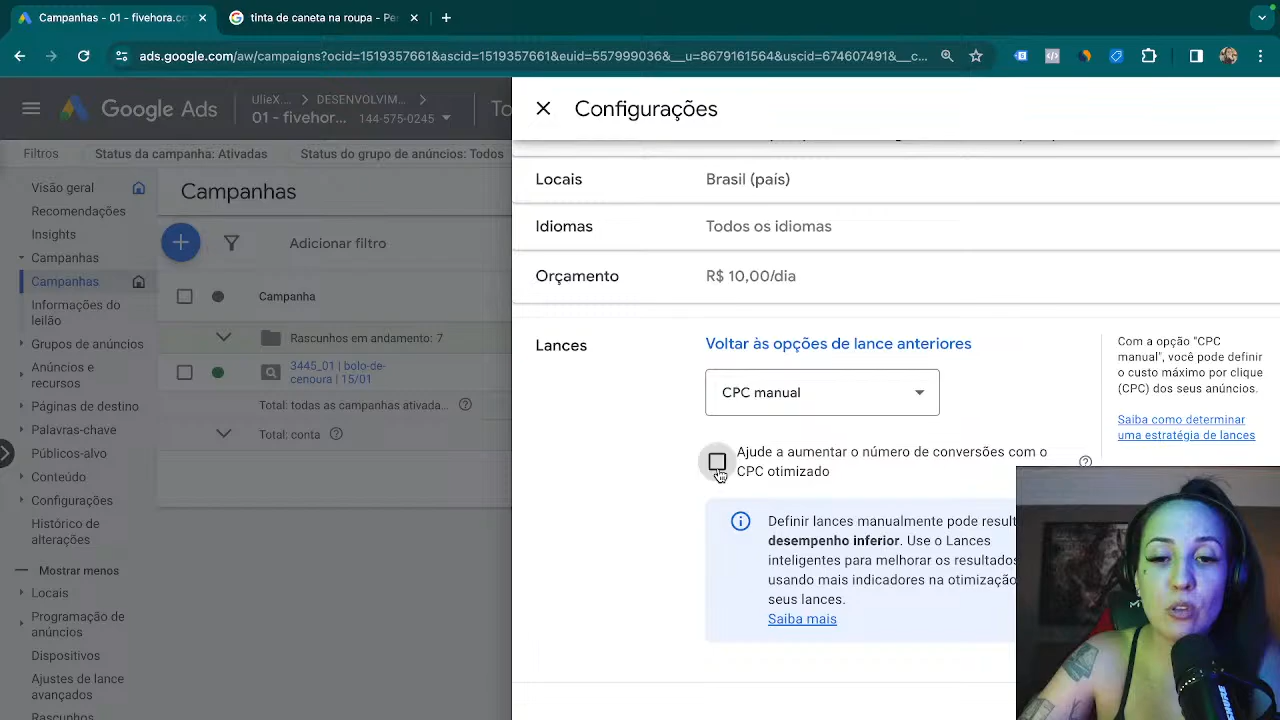 Campanhas - 01 - fivehora.co
tinta de caneta na roupa - Pe
ads.google.com/aw/campaigns?ocid=1519357661&ascid=1519357661&euid=557999036&__u=8679161564&uscid=674607491&__c...
Google Ads
UlieX...
DESENVOLVIM...
01 - fivehor...
144-575-0245
To
Configurações
Filtros
Status da campanha: Ativadas
Status do grupo de anúncios: Todos
Visão geral
Recomendações
Insights
Campanhas
Campanhas
Informações do
leilão
Grupos de anúncios
Anúncios e
recursos
Páginas de destino
Palavras-chave
Públicos-alvo
Conteúdo
Configurações
Histórico de
alterações
Mostrar menos
Locais
Programação de
anúncios
Dispositivos
Ajustes de lance
avançados
Rascunhos
Campanhas
Adicionar filtro
Campanha
Rascunhos em andamento: 7
3445_01 | bolo-de-
cenoura | 15/01
Total: todas as campanhas ativada...
Total: conta
Locais
Brasil (país)
Idiomas
Todos os idiomas
Orçamento
R$ 10,00/dia
Lances
Voltar às opções de lance anteriores
CPC manual
Ajude a aumentar o número de conversões com o
CPC otimizado
Definir lances manualmente pode result
desempenho inferior. Use o Lances
inteligentes para melhorar os resultados
usando mais indicadores na otimização
seus lances.
Saiba mais
Com a opção "CPC
manual", você pode definir
o custo máximo por clique
(CPC) dos seus anúncios.
Saiba como determinar
uma estratégia de lances